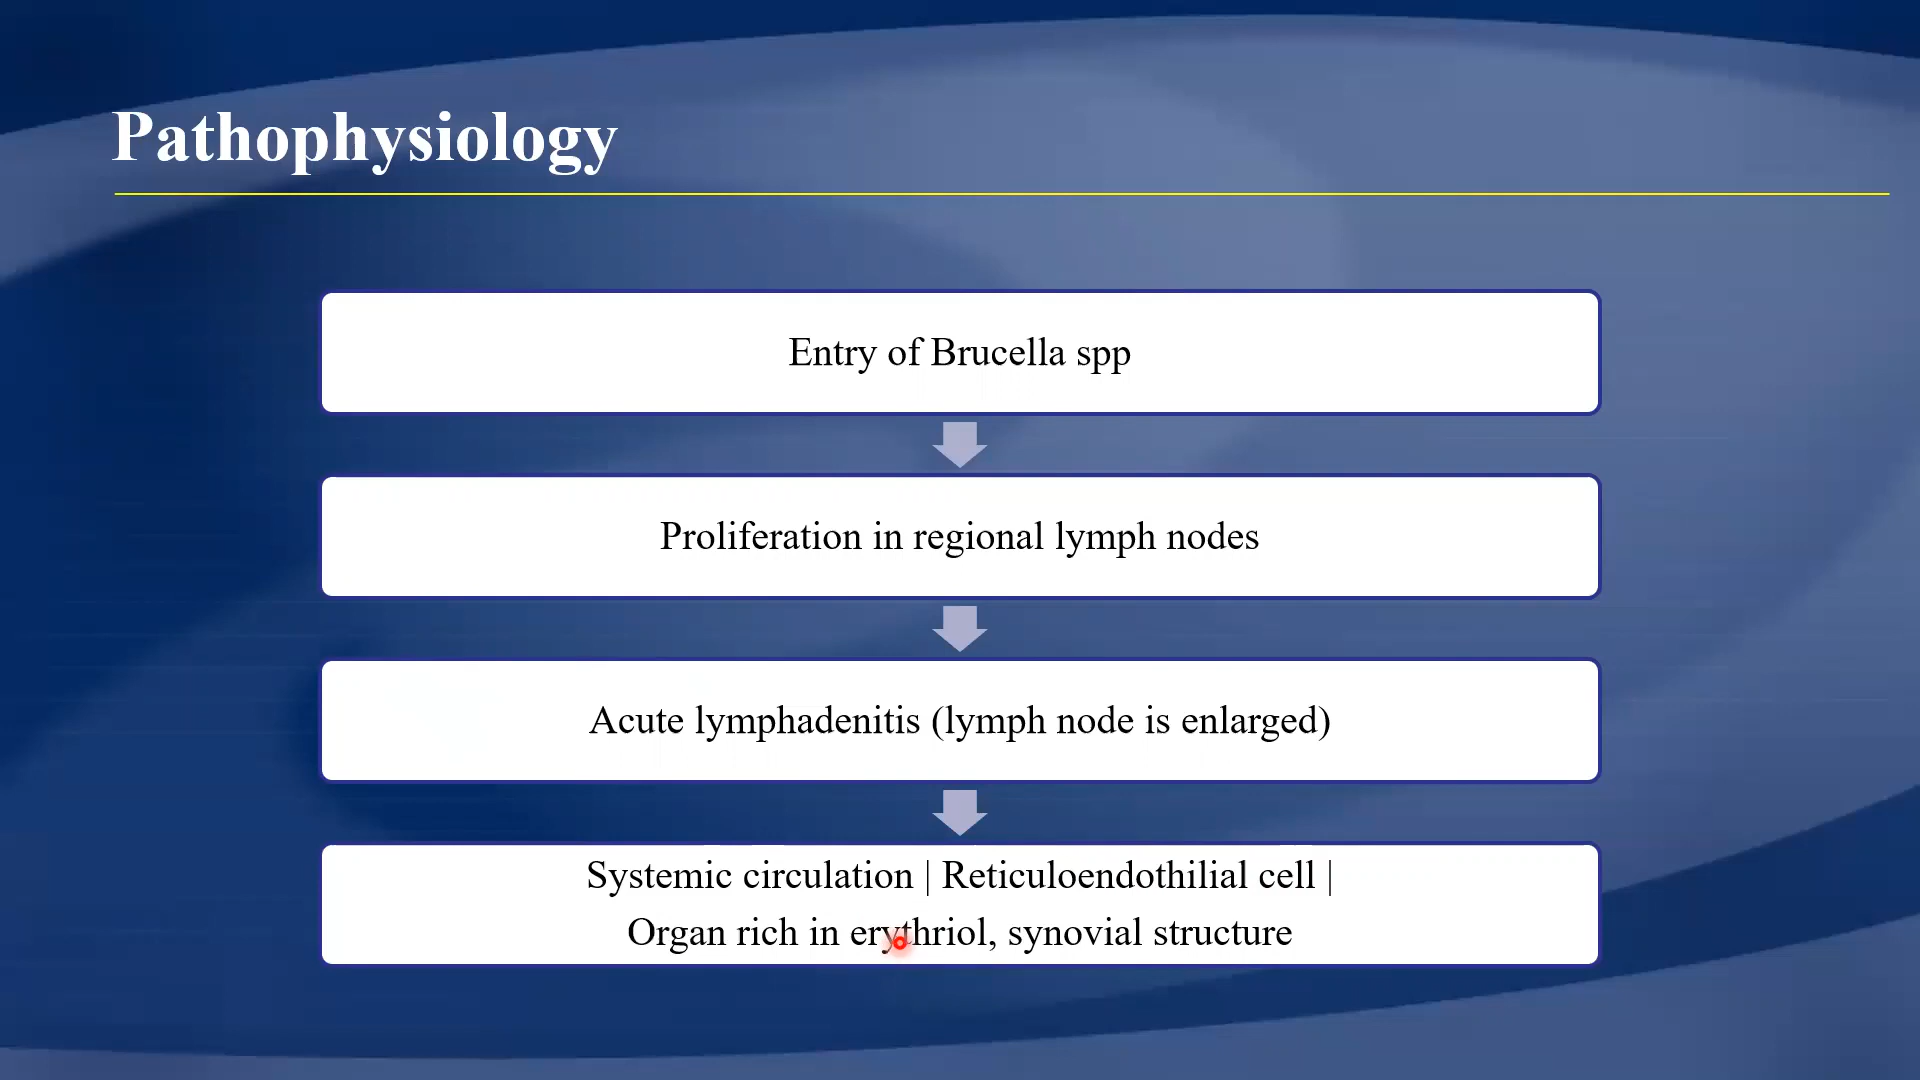 Pathophysiology
Entry of Brucella spp
Proliferation in regional lymph nodes
Acute lymphadenitis (lymph node is enlarged)
Systemic circulation | Reticuloendothilial cell |
Organ rich in erythriol, synovial structure